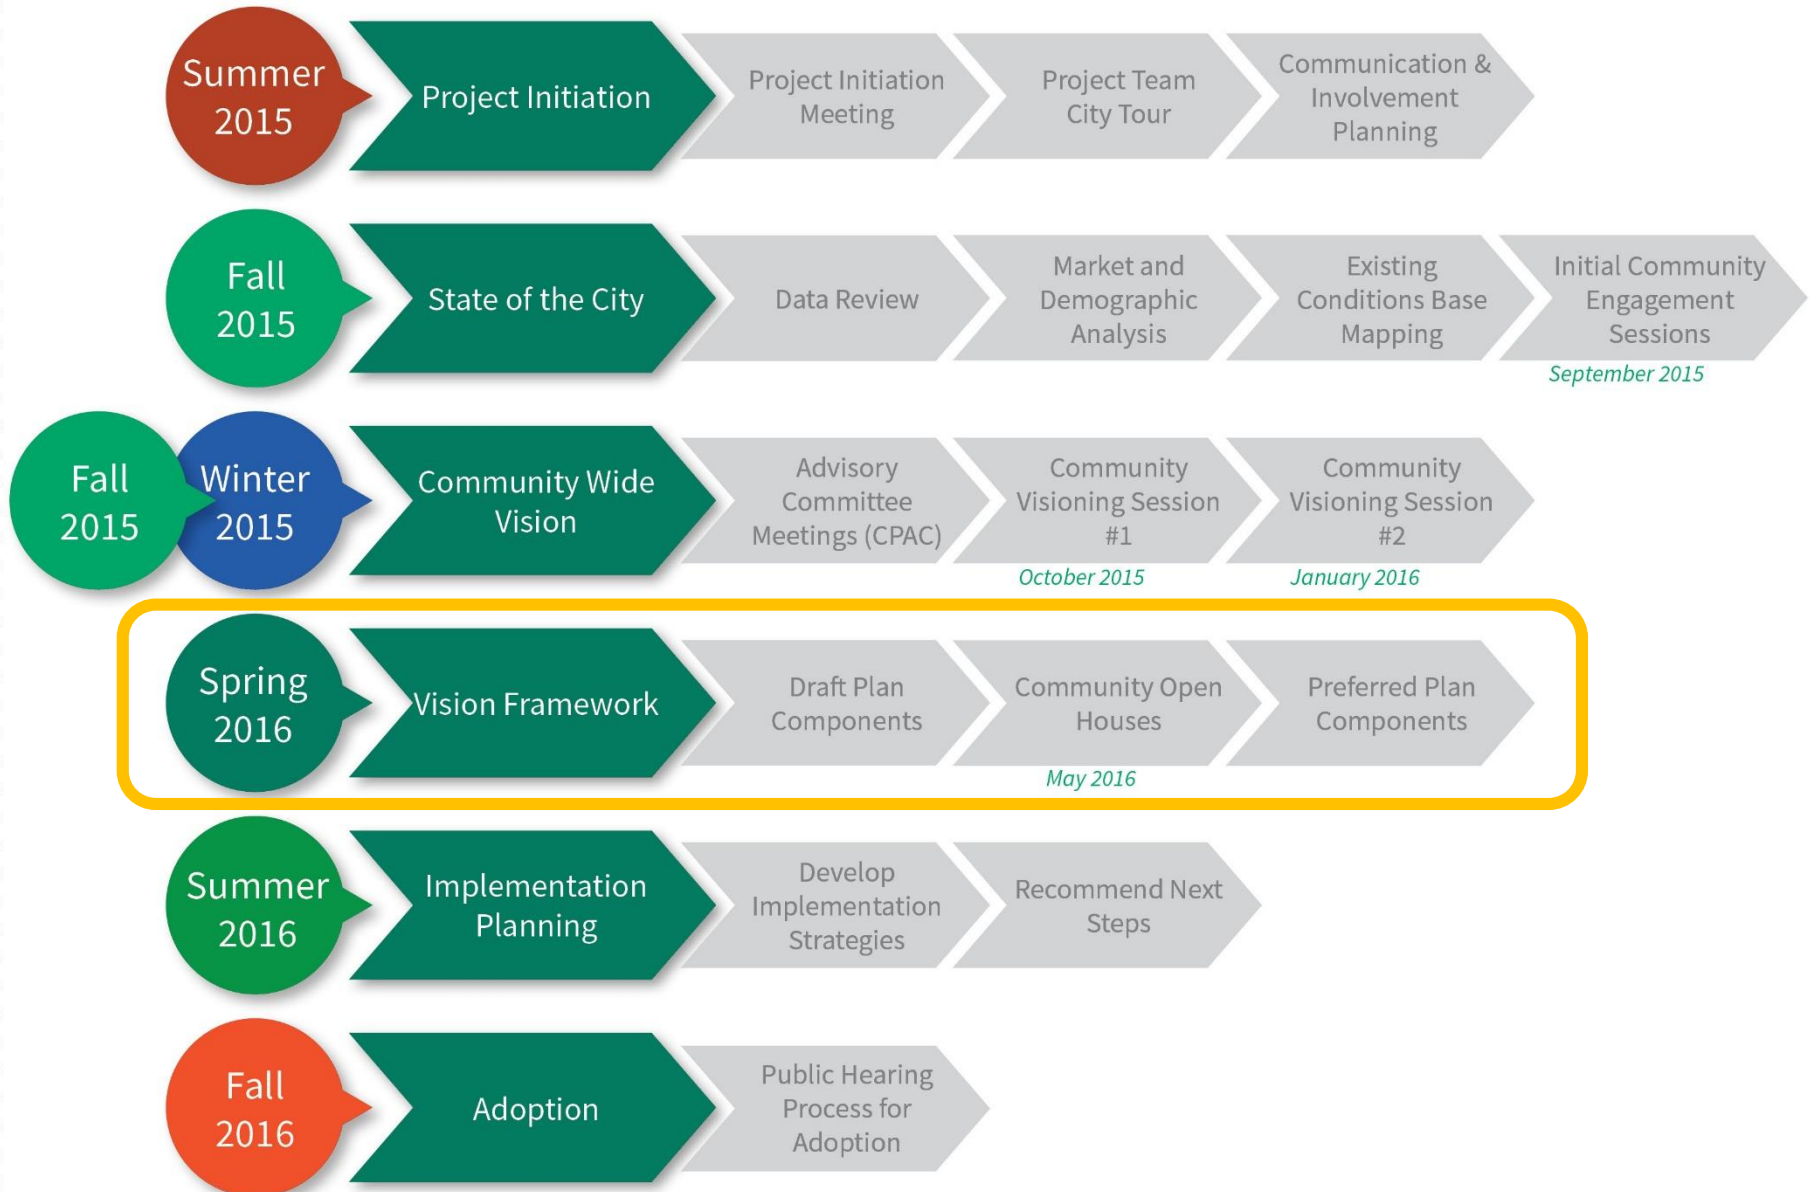 Summer
2015
Project Initiation
Project Initiation
Meeting
Project Team
City Tour
Communication &
Involvement
Planning
Fall
2015
State of the City
Data Review
Market and
Demographic
Analysis
Existing
Conditions Base
Mapping
Initial Community
Engagement
Sessions
September 2015
Fall
2015
Winter
2015
Community Wide
Vision
Advisory
Committee
Meetings (CPAC)
Community
Visioning Session
#1
October 2015
Community
Visioning Session
#2
January 2016
Spring
2016
Vision Framework
Draft Plan
Components
Community Open
Houses
May 2016
Preferred Plan
Components
Summer
2016
Implementation
Planning
Develop
Implementation
Strategies
Recommend Next
Steps
Fall
2016
Adoption
Public Hearing
Process for
Adoption